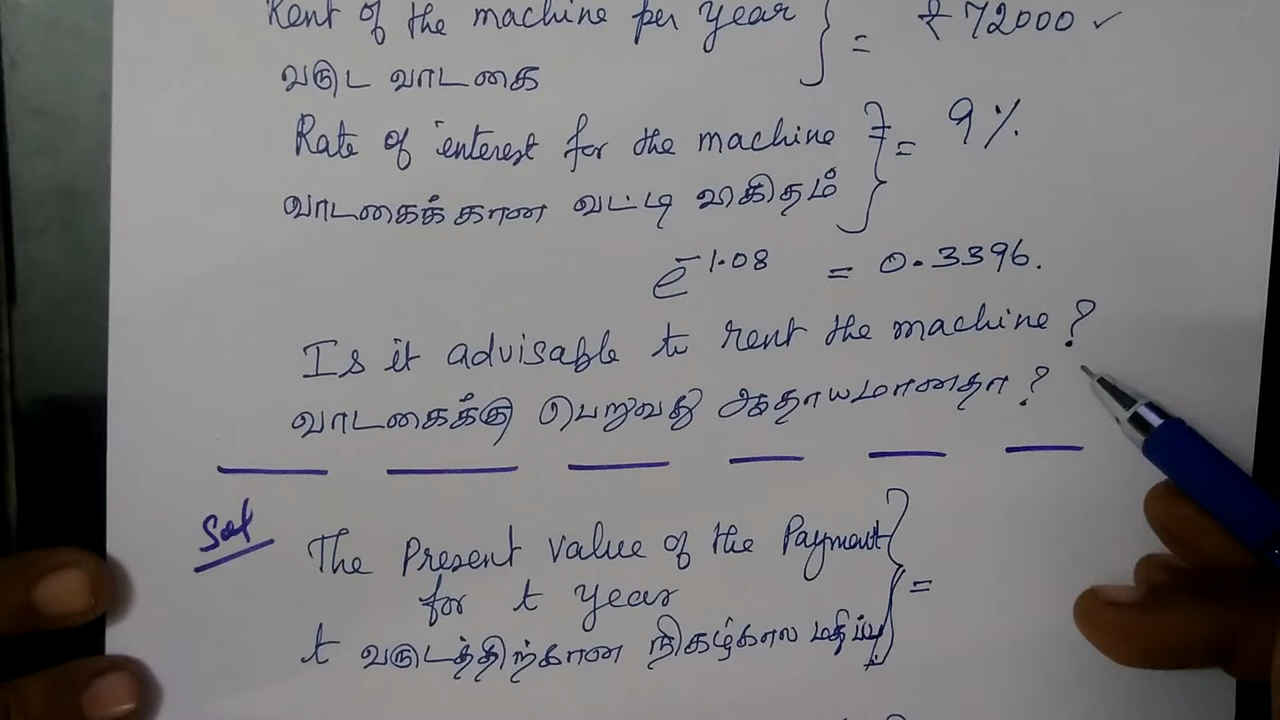 Rent of the machine per year } = ₹ 72000 ✓
வருட வாடகை
Rate of interest for the machine } = 9 %
வாடகைக்கான வட்டி விகிதம்
e^-1.08 = 0.3396.
Is it advisable to rent the machine ?
வாடகைக்கு பெறுவது ஆதாயமானதா ?
Sol
The Present value of the Payment } =
for t year
t வருடத்திற்கான நிகழ்கால மதிப்பு